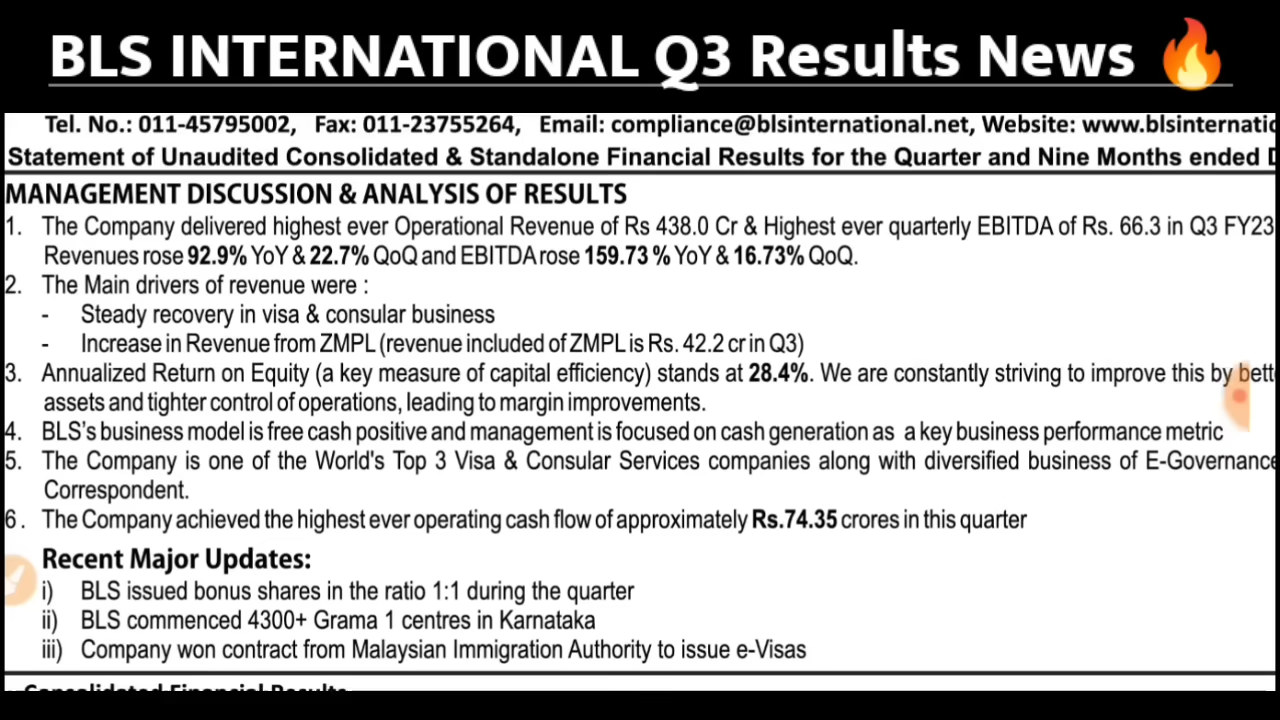 BLS INTERNATIONAL Q3 Results News 🔥
Tel. No.: 011-45795002, Fax: 011-23755264, Email: compliance@blsinternational.net, Website: www.blsinternatio
Statement of Unaudited Consolidated & Standalone Financial Results for the Quarter and Nine Months ended D
MANAGEMENT DISCUSSION & ANALYSIS OF RESULTS
1. The Company delivered highest ever Operational Revenue of Rs 438.0 Cr & Highest ever quarterly EBITDA of Rs. 66.3 in Q3 FY23
Revenues rose 92.9% YoY & 22.7% QoQ and EBITDA rose 159.73 % YoY & 16.73% QoQ.
2. The Main drivers of revenue were :
- Steady recovery in visa & consular business
- Increase in Revenue from ZMPL (revenue included of ZMPL is Rs. 42.2 cr in Q3)
3. Annualized Return on Equity (a key measure of capital efficiency) stands at 28.4%. We are constantly striving to improve this by bett
assets and tighter control of operations, leading to margin improvements.
4. BLS's business model is free cash positive and management is focused on cash generation as a key business performance metric
5. The Company is one of the World's Top 3 Visa & Consular Services companies along with diversified business of E-Governance
Correspondent.
6. The Company achieved the highest ever operating cash flow of approximately Rs.74.35 crores in this quarter
Recent Major Updates:
i) BLS issued bonus shares in the ratio 1:1 during the quarter
ii) BLS commenced 4300+ Grama 1 centres in Karnataka
iii) Company won contract from Malaysian Immigration Authority to issue e-Visas
Consolidated Financial Results